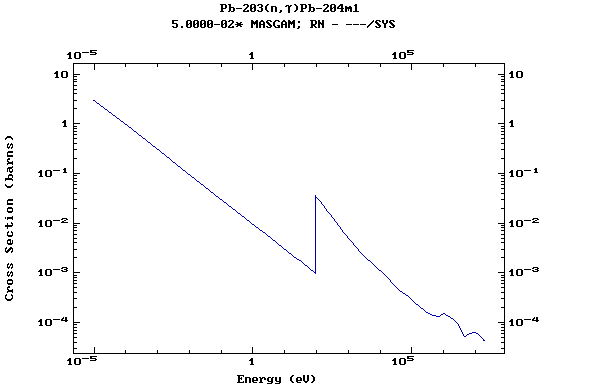 Pb-203(n,γ)Pb-204m1
5.0000-02* MASGAM; RN - ---/SYS
10⁻⁵ 1 10⁵
10 10
1 1
10⁻¹ 10⁻¹
10⁻² 10⁻²
10⁻³ 10⁻³
10⁻⁴ 10⁻⁴
Cross Section (barns)
10⁻⁵ 1 10⁵
Energy (eV)